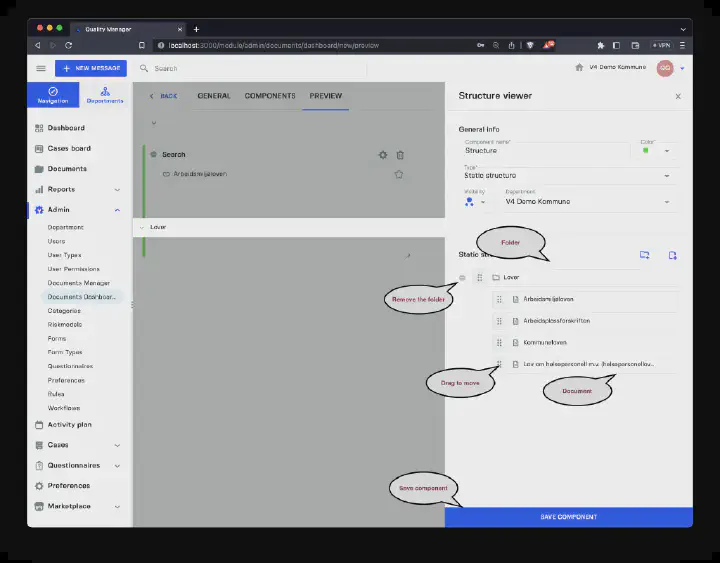 Quality Manager
localhost:3000/module/admin/documents/dashboard/new/preview
VPN
NEW MESSAGE
Search
V4 Demo Kommune
Navigation
Departments
BACK
GENERAL
COMPONENTS
PREVIEW
Structure viewer
Dashboard
Cases board
Documents
Reports
Admin
Department
Users
User Types
User Permissions
Documents Manager
Documents Dashboar...
Categories
Riskmodels
Forms
Form Types
Questionnaires
Preferences
Rules
Workflows
Activity plan
Cases
Questionnaires
Preferences
Marketplace
Search
Arbeidsmiljøloven
Lover
General info
Component name*
Structure
Color*
Type*
Static structure
Visibility
Department
V4 Demo Kommune
Folder
Static str
Lover
Remove the folder
Arbeidsmiljøloven
Arbeidsplassforskriften
Kommuneloven
Lov om helsepersonell m.v. (helsepersonellov...
Drag to move
Document
Save component
SAVE COMPONENT